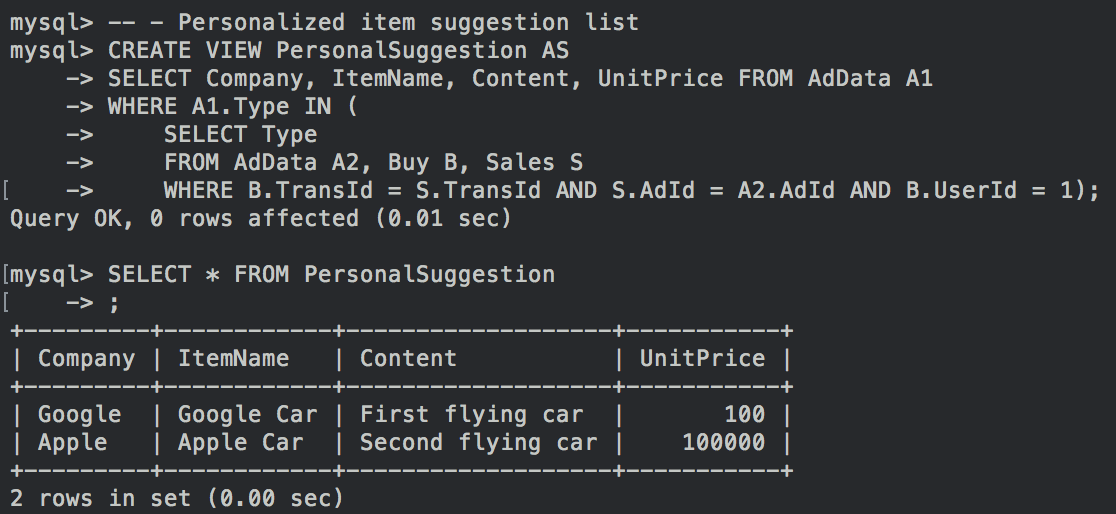 mysql> -- - Personalized item suggestion list
mysql> CREATE VIEW PersonalSuggestion AS
    -> SELECT Company, ItemName, Content, UnitPrice FROM AdData A1
    -> WHERE A1.Type IN (
    ->     SELECT Type
    ->     FROM AdData A2, Buy B, Sales S
[    ->     WHERE B.TransId = S.TransId AND S.AdId = A2.AdId AND B.UserId = 1);
Query OK, 0 rows affected (0.01 sec)

[mysql> SELECT * FROM PersonalSuggestion
[    -> ;
+---------+------------+-------------------+-----------+
| Company | ItemName   | Content           | UnitPrice |
+---------+------------+-------------------+-----------+
| Google  | Google Car | First flying car  |       100 |
| Apple   | Apple Car  | Second flying car |    100000 |
+---------+------------+-------------------+-----------+
2 rows in set (0.00 sec)